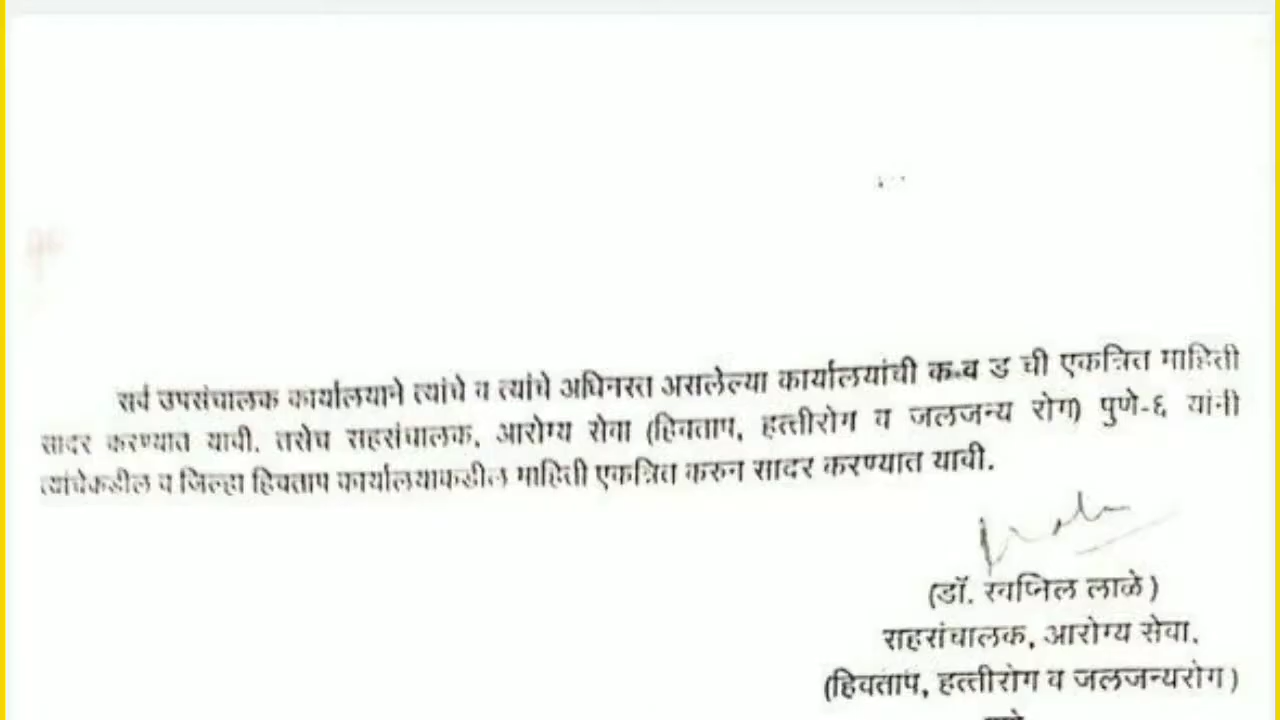 सर्व उपसंचालक कार्यालयाने त्यांचे व त्यांचे अधिनस्त असलेल्या कार्यालयांची क व ड ची एकत्रित माहिती
सादर करण्यात यावी. तसेच सहसंचालक, आरोग्य सेवा (हिवताप, हत्तीरोग व जलजन्य रोग) पुणे-६ यांनी
त्यांचेकडील व जिल्हा हिवताप कार्यालयाकडील माहिती एकत्रित करुन सादर करण्यात यावी.
(डॉ. स्वप्निल लाळे)
सहसंचालक, आरोग्य सेवा.
(हिवताप, हत्तीरोग व जलजन्यरोग)